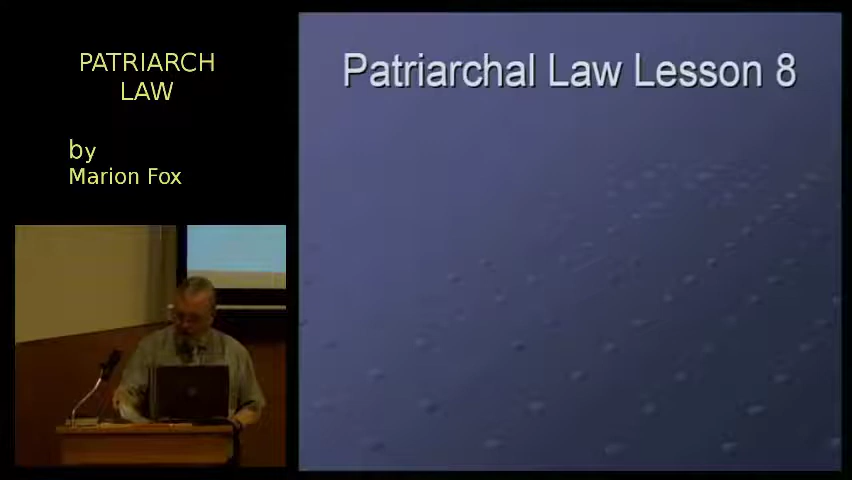 PATRIARCH
LAW
by
Marion Fox
Patriarchal Law Lesson 8